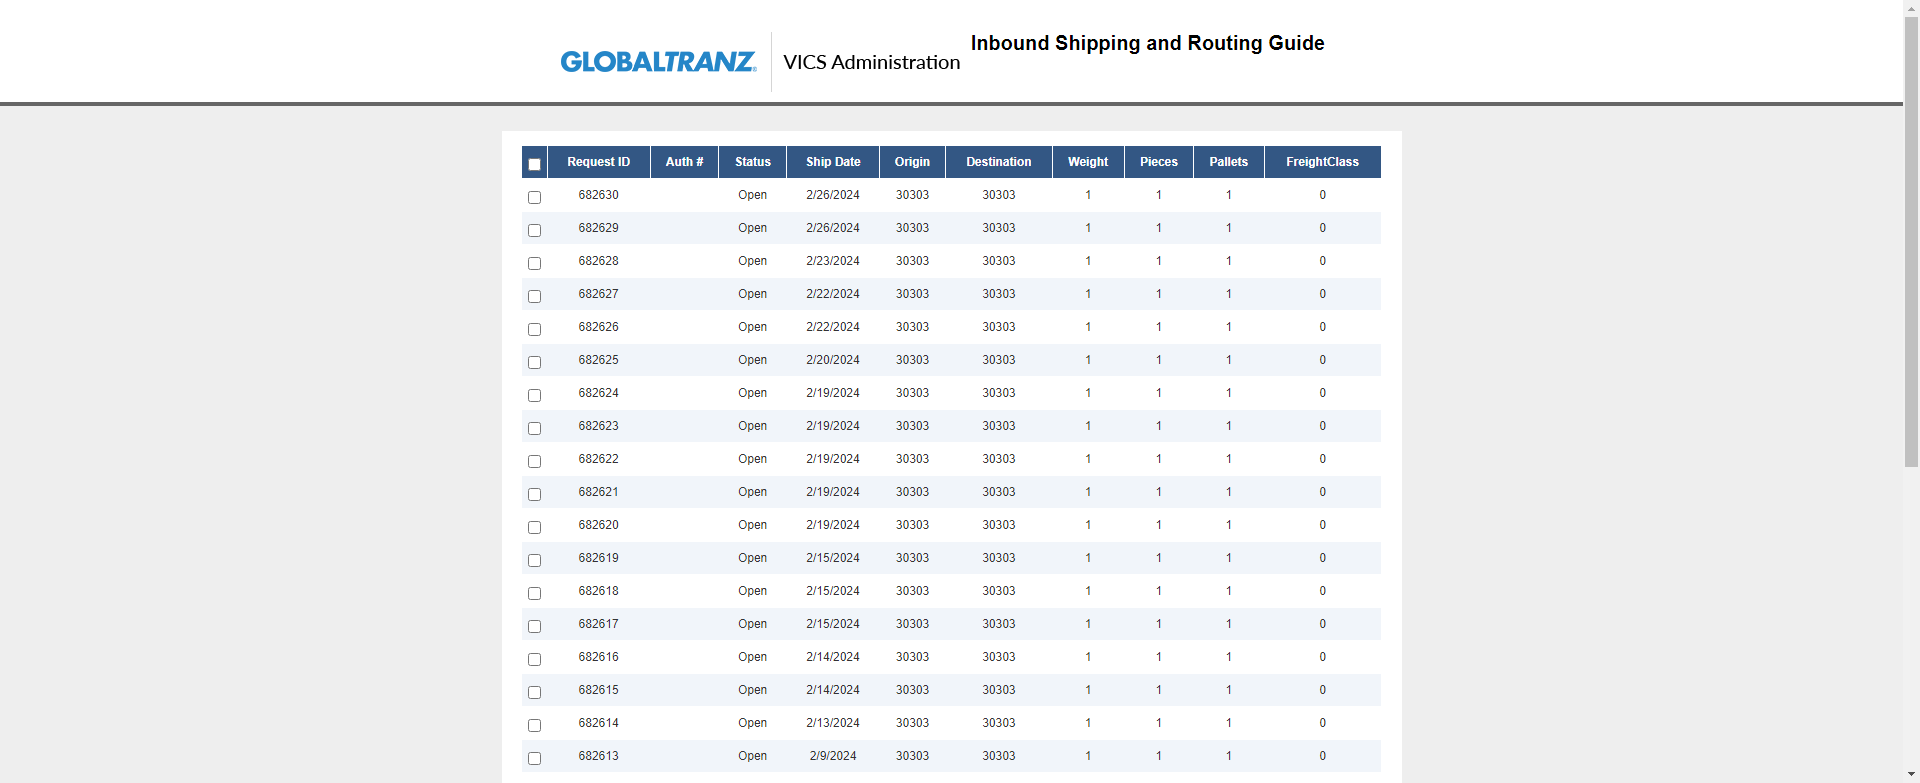 GLOBALTRANZ
VICS Administration
Inbound Shipping and Routing Guide
Request ID Auth # Status Ship Date Origin Destination Weight Pieces Pallets FreightClass
682630 Open 2/26/2024 30303 30303 1 1 1 0
682629 Open 2/26/2024 30303 30303 1 1 1 0
682628 Open 2/23/2024 30303 30303 1 1 1 0
682627 Open 2/22/2024 30303 30303 1 1 1 0
682626 Open 2/22/2024 30303 30303 1 1 1 0
682625 Open 2/20/2024 30303 30303 1 1 1 0
682624 Open 2/19/2024 30303 30303 1 1 1 0
682623 Open 2/19/2024 30303 30303 1 1 1 0
682622 Open 2/19/2024 30303 30303 1 1 1 0
682621 Open 2/19/2024 30303 30303 1 1 1 0
682620 Open 2/19/2024 30303 30303 1 1 1 0
682619 Open 2/15/2024 30303 30303 1 1 1 0
682618 Open 2/15/2024 30303 30303 1 1 1 0
682617 Open 2/15/2024 30303 30303 1 1 1 0
682616 Open 2/14/2024 30303 30303 1 1 1 0
682615 Open 2/14/2024 30303 30303 1 1 1 0
682614 Open 2/13/2024 30303 30303 1 1 1 0
682613 Open 2/9/2024 30303 30303 1 1 1 0